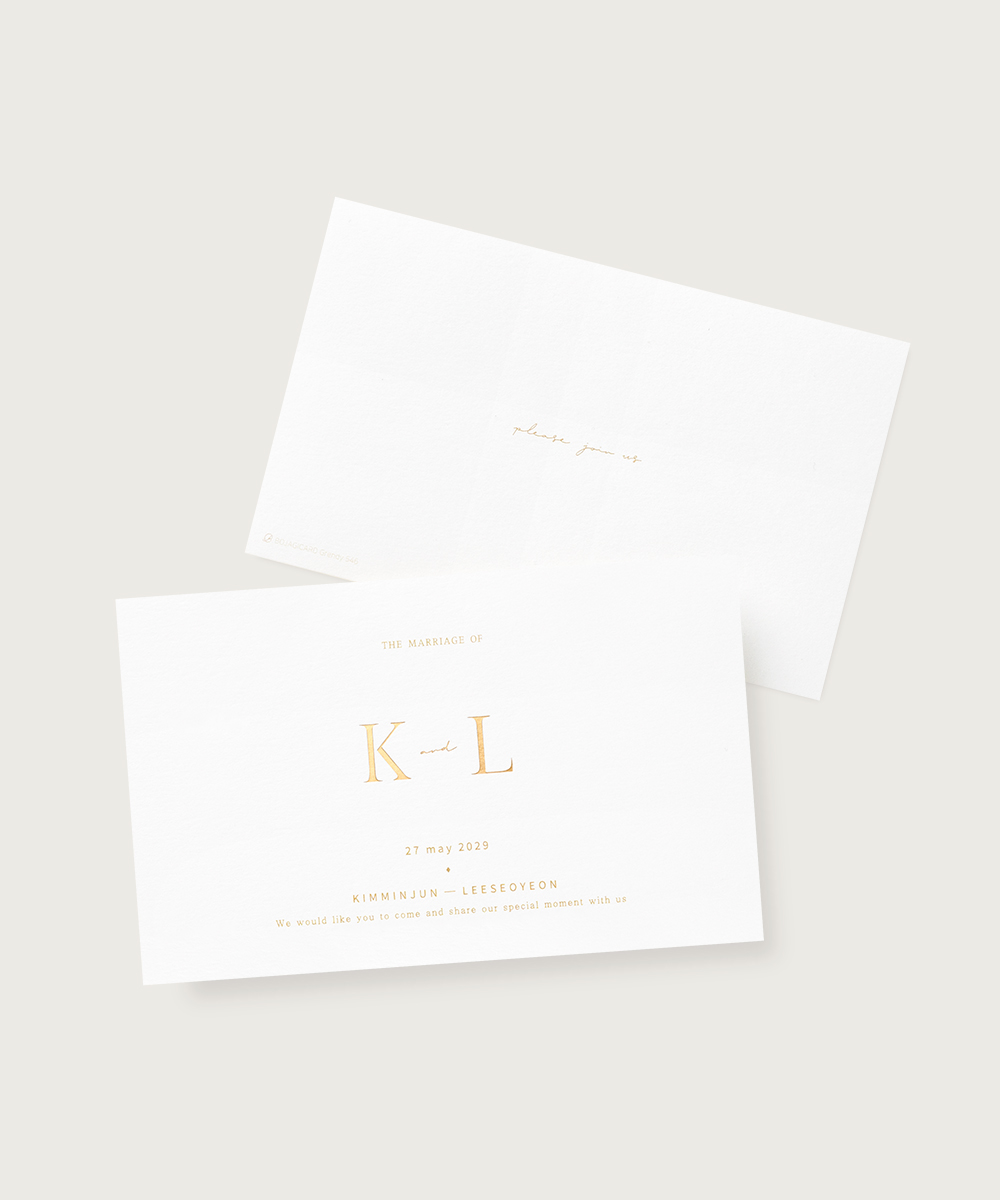 please join us
THE MARRIAGE OF
K and L
27 may 2029
KIMMINJUN — LEESEOYEON
We would like you to come and share our special moment with us